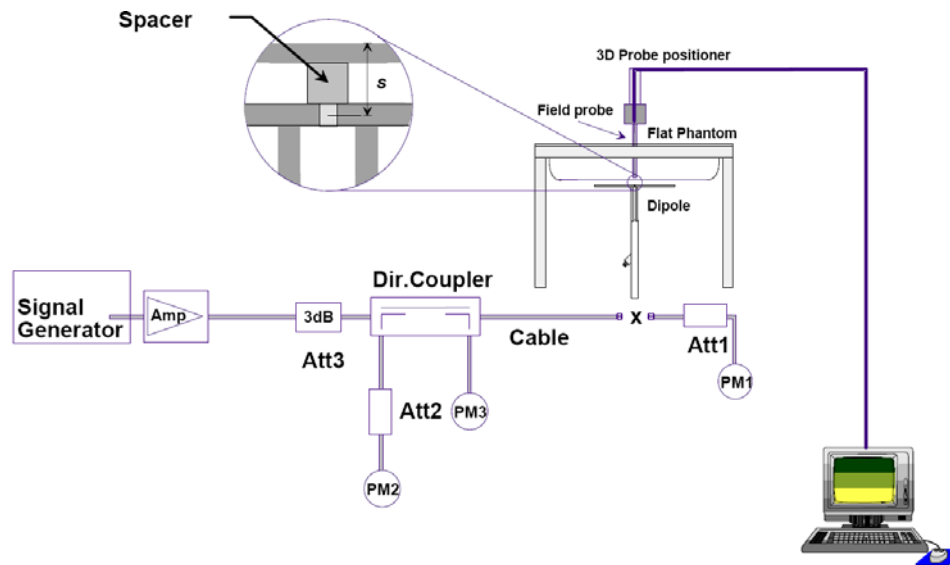 Spacer
s
3D Probe positioner
Field probe
Flat Phantom
Dipole
Dir.Coupler
Signal
Generator
Amp
3dB
Att3
Cable
x
Att1
PM1
Att2
PM3
PM2